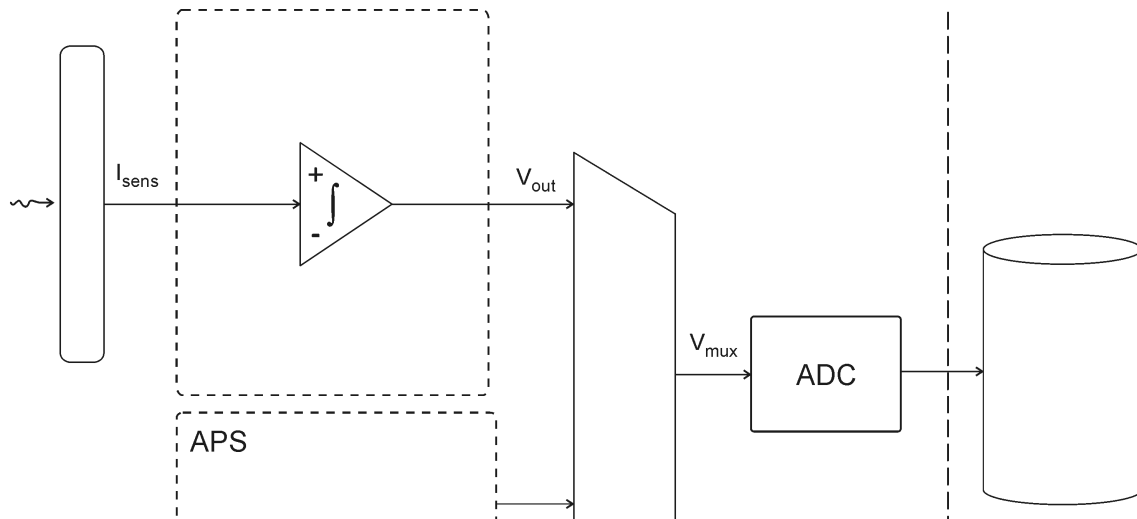 I_sens
+
∫
-
V_out
V_mux
ADC
APS